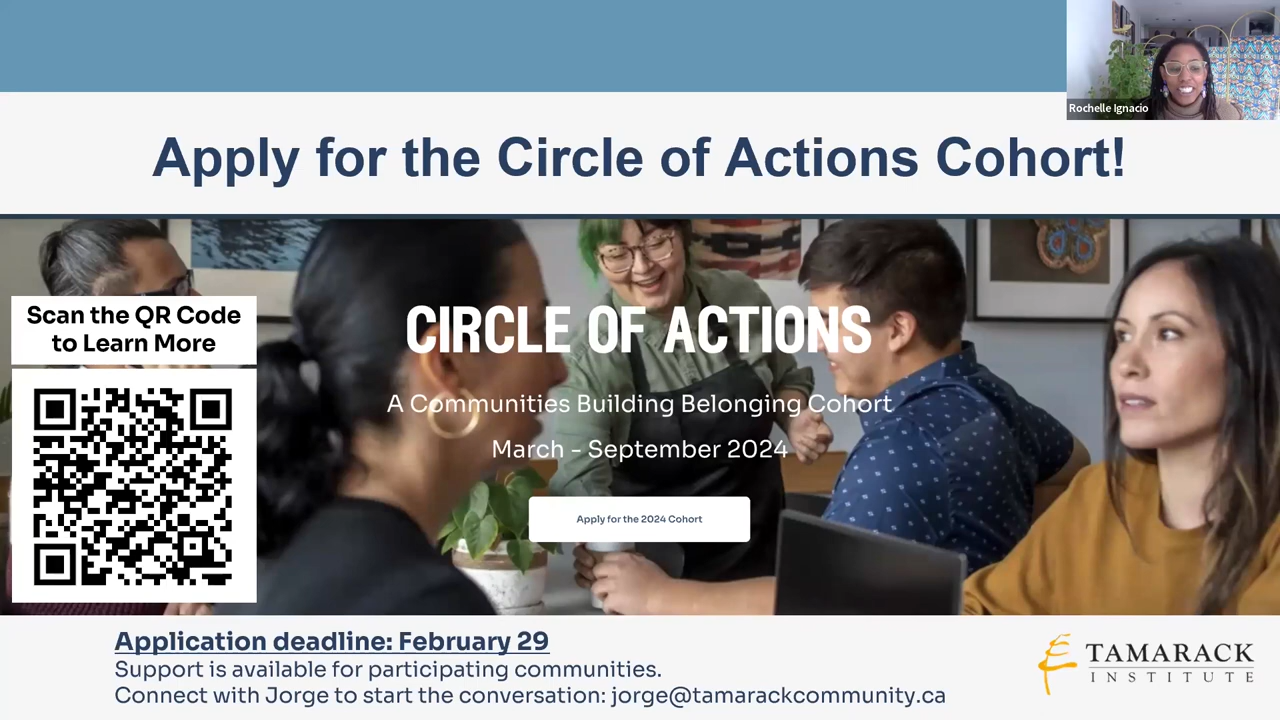 Rochelle Ignacio
Apply for the Circle of Actions Cohort!
Scan the QR Code
to Learn More
CIRCLE OF ACTIONS
A Communities Building Belonging Cohort
March - September 2024
Apply for the 2024 Cohort
Application deadline: February 29
Support is available for participating communities.
Connect with Jorge to start the conversation: jorge@tamarackcommunity.ca
TAMARACK
INSTITUTE